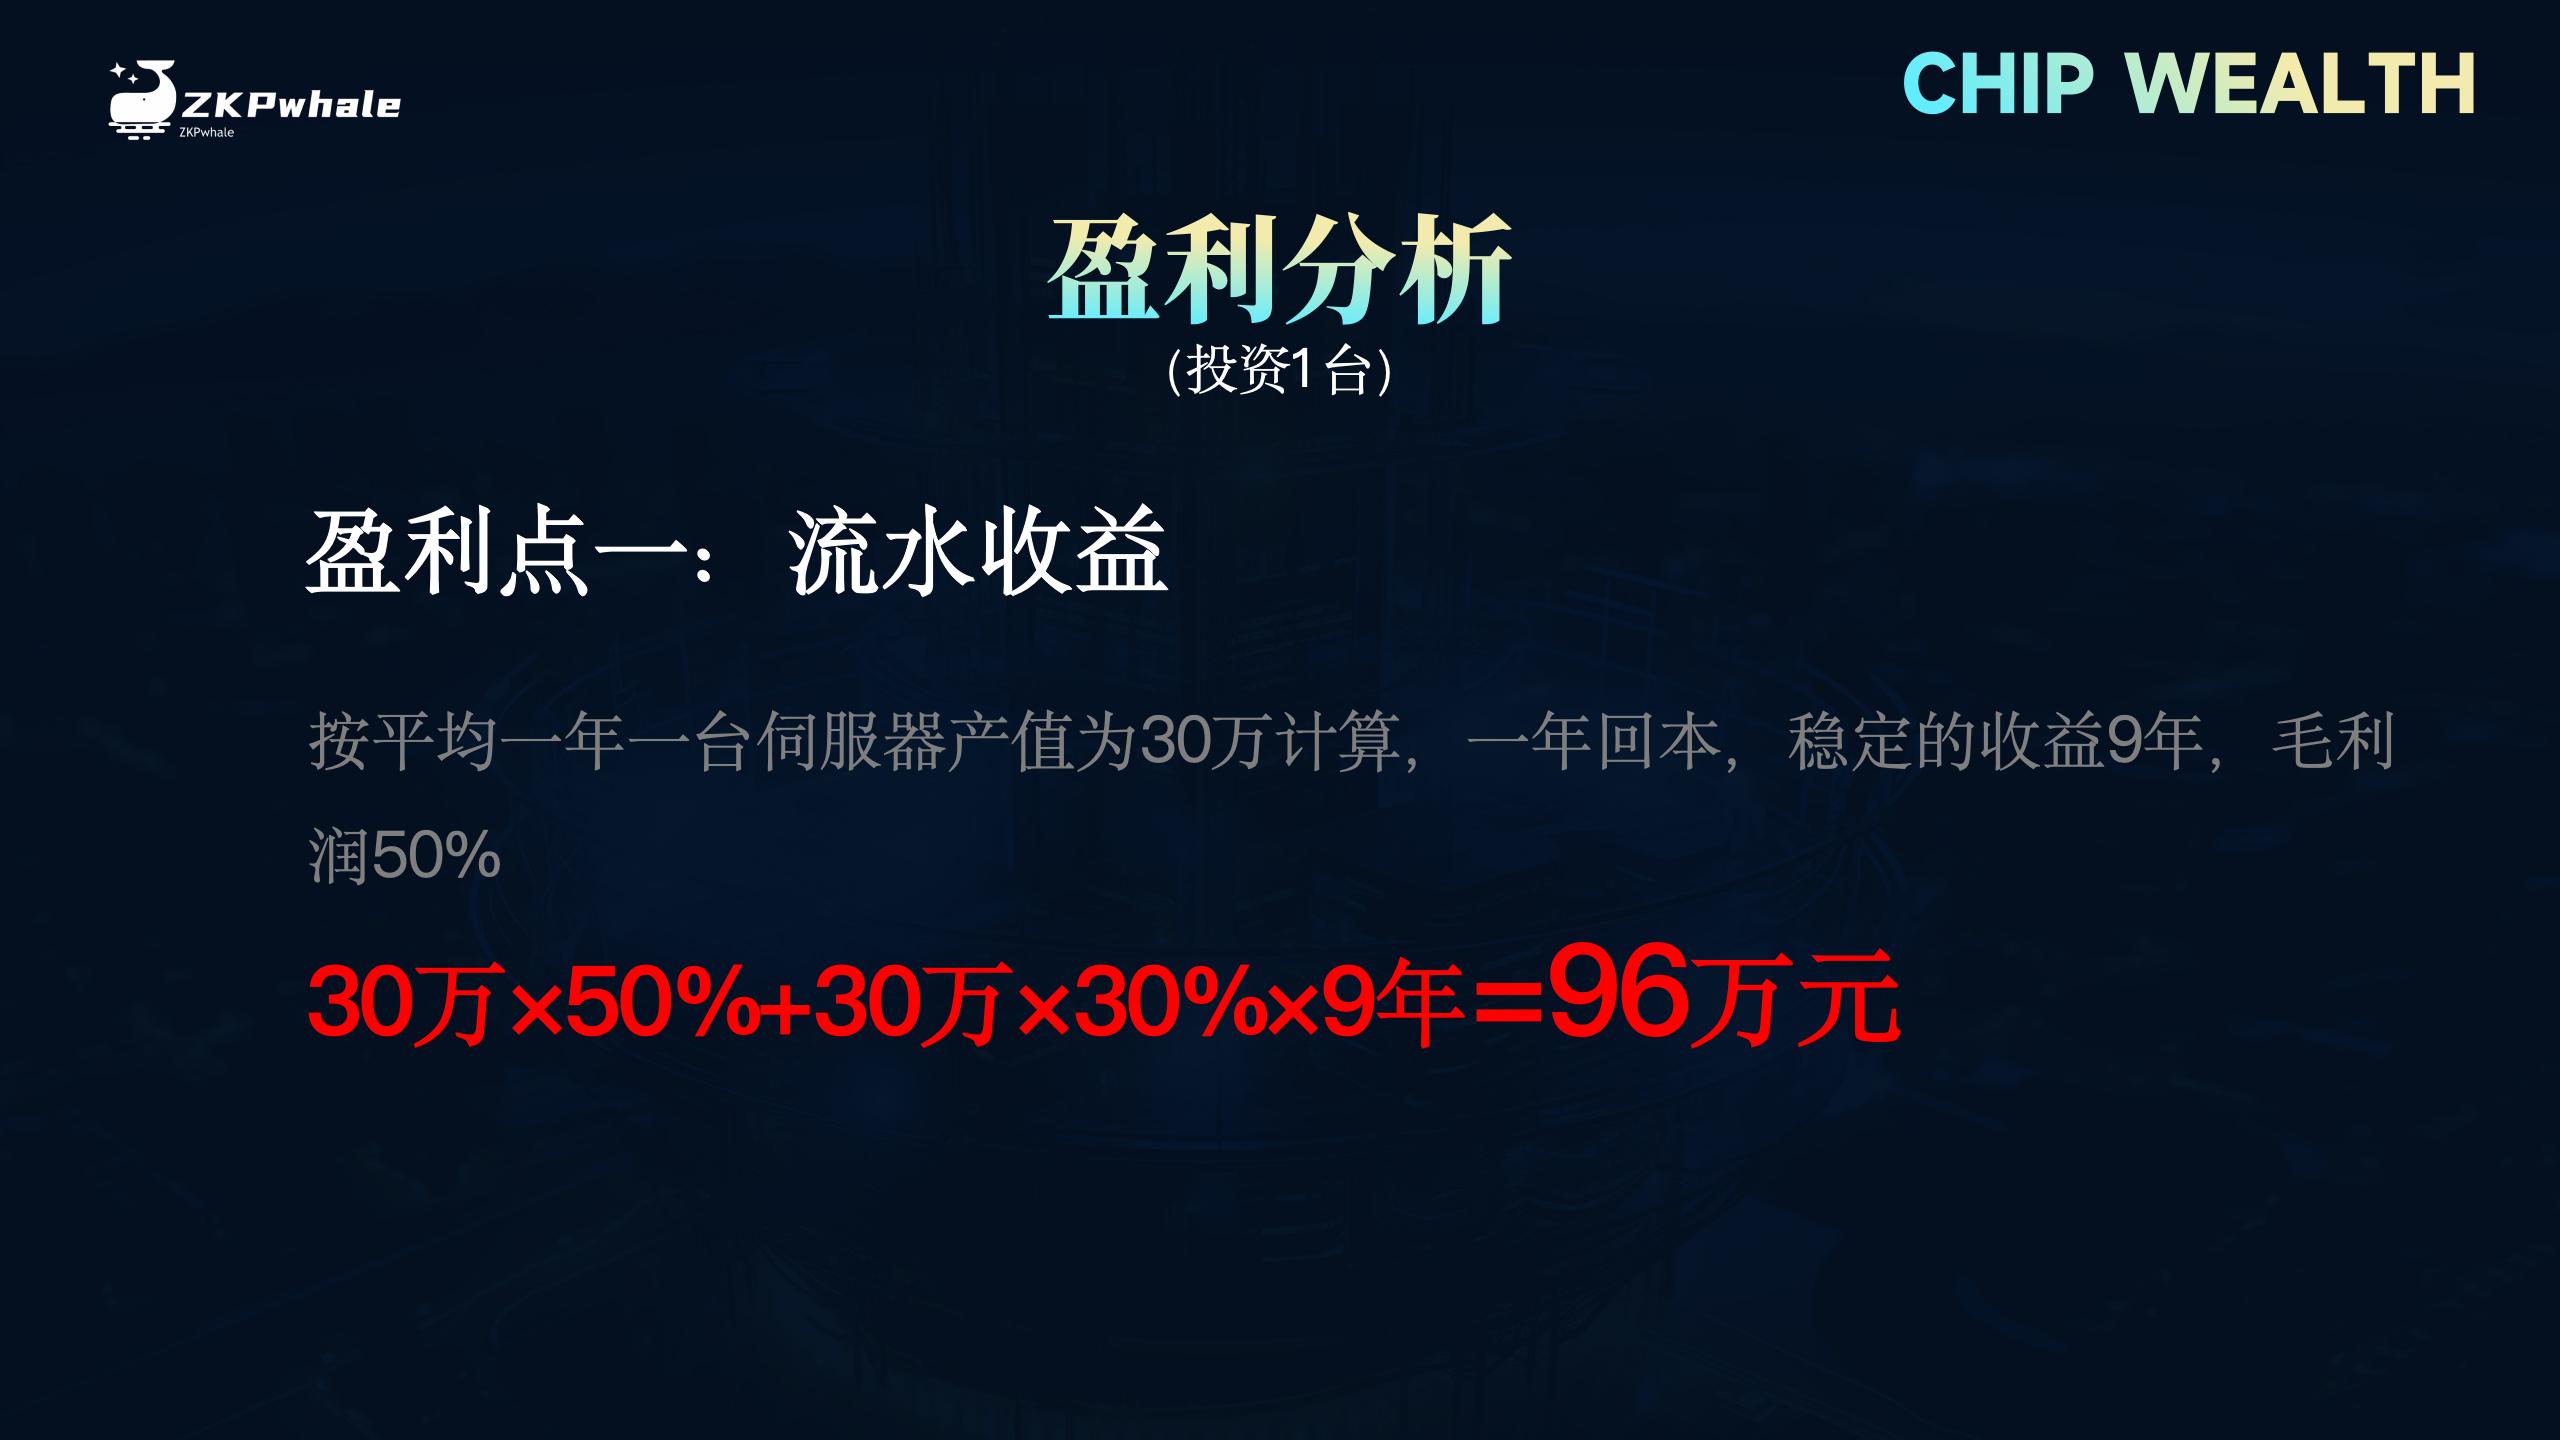 ZKPwhale
ZKPwhale
CHIP WEALTH
盈利分析
(投资1台)
盈利点一：流水收益
按平均一年一台伺服器产值为30万计算，一年回本，稳定的收益9年，毛利
润50%
30万×50%+30万×30%×9年=96万元